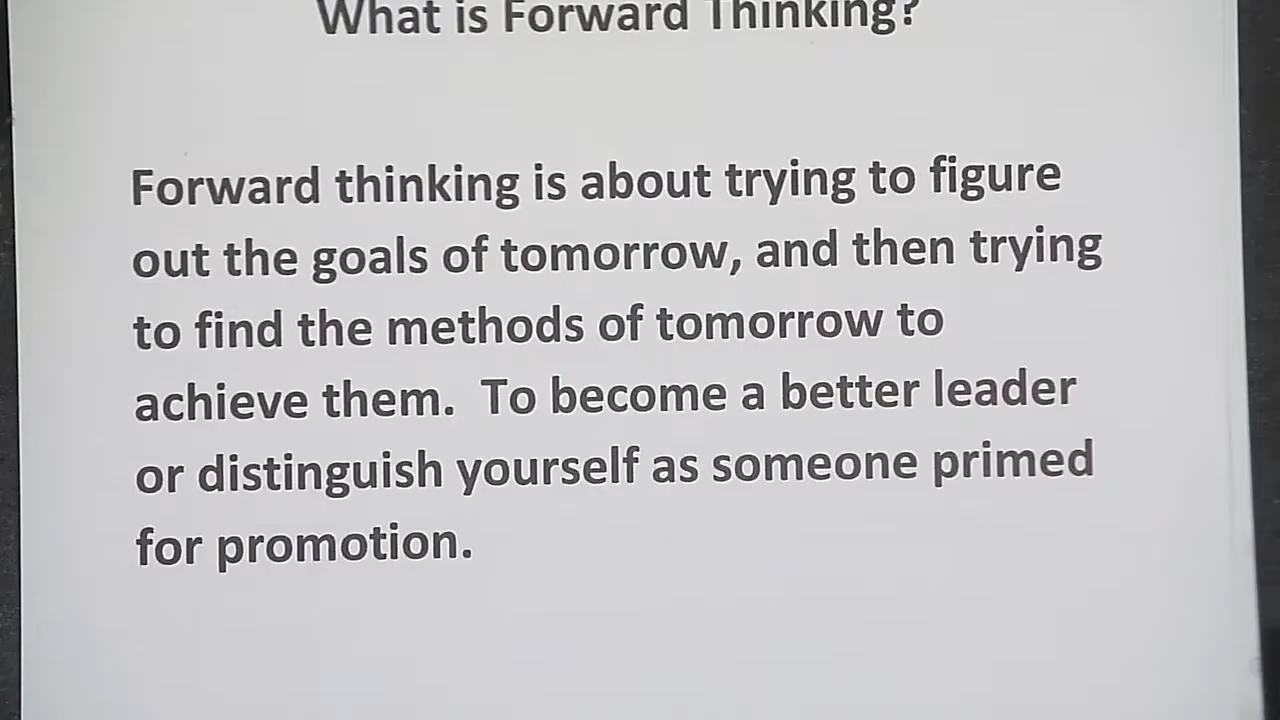 What is Forward Thinking?
Forward thinking is about trying to figure
out the goals of tomorrow, and then trying
to find the methods of tomorrow to
achieve them.  To become a better leader
or distinguish yourself as someone primed
for promotion.